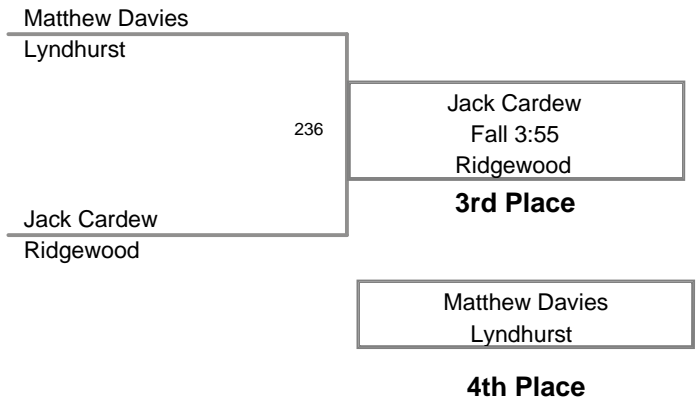 Matthew Davies
Lyndhurst
236
Jack Cardew
Fall 3:55
Ridgewood
3rd Place
Jack Cardew
Ridgewood
Matthew Davies
Lyndhurst
4th Place